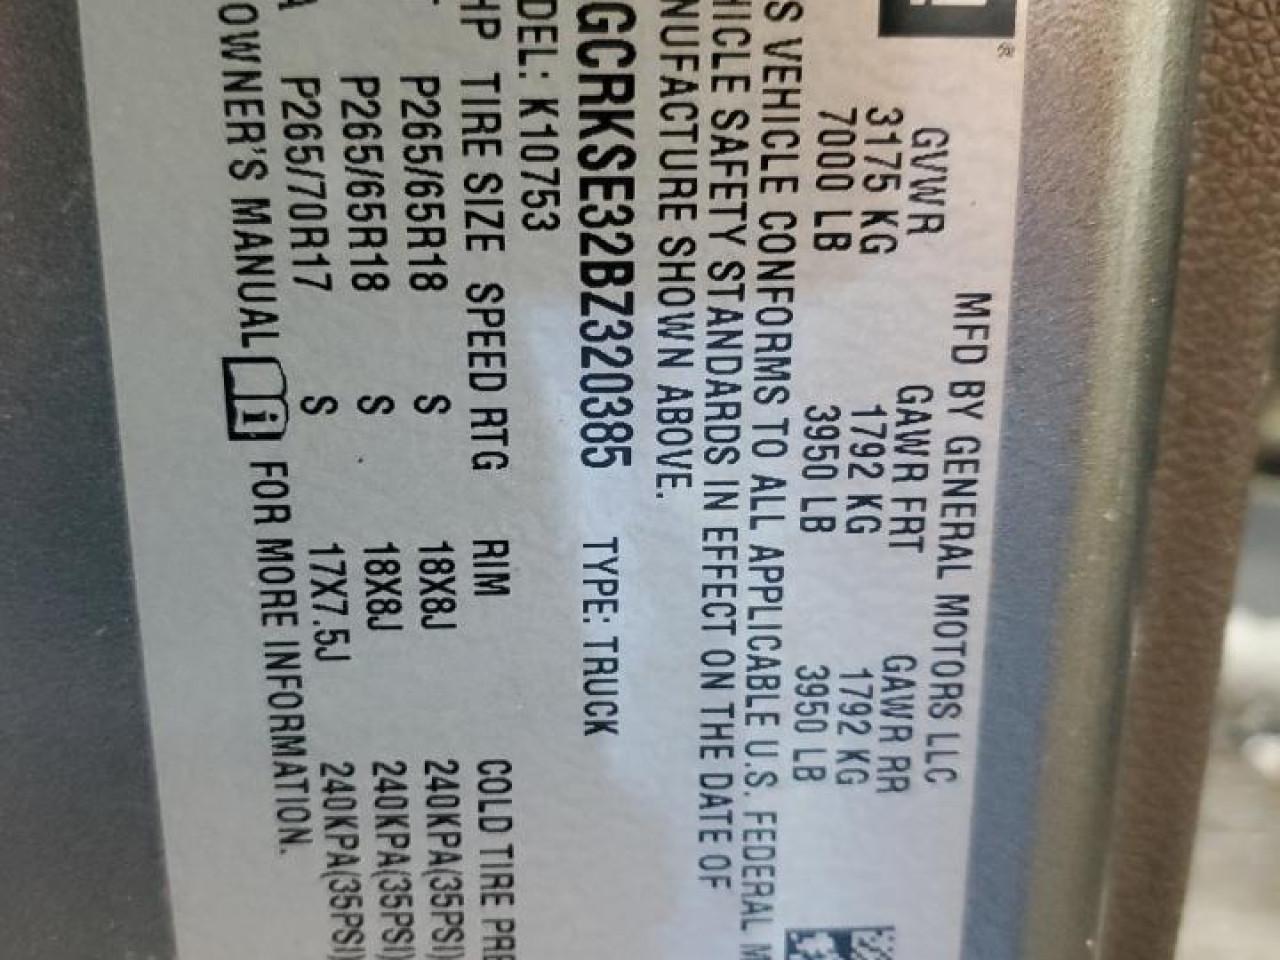 MFD BY GENERAL MOTORS LLC
GVWR GAWR FRT GAWR RR
3175 KG 1792 KG 1792 KG
7000 LB 3950 LB 3950 LB
S VEHICLE CONFORMS TO ALL APPLICABLE U.S. FEDERAL M
HICLE SAFETY STANDARDS IN EFFECT ON THE DATE OF
NUFACTURE SHOWN ABOVE.
GCRKSE32BZ320385 TYPE: TRUCK
DEL: K10753
HP TIRE SIZE SPEED RTG RIM COLD TIRE PRE
P265/65R18 S 18X8J 240KPA(35PSI)
P265/65R18 S 18X8J 240KPA(35PSI)
A P265/70R17 S 17X7.5J 240KPA(35PSI)
OWNER'S MANUAL i FOR MORE INFORMATION.